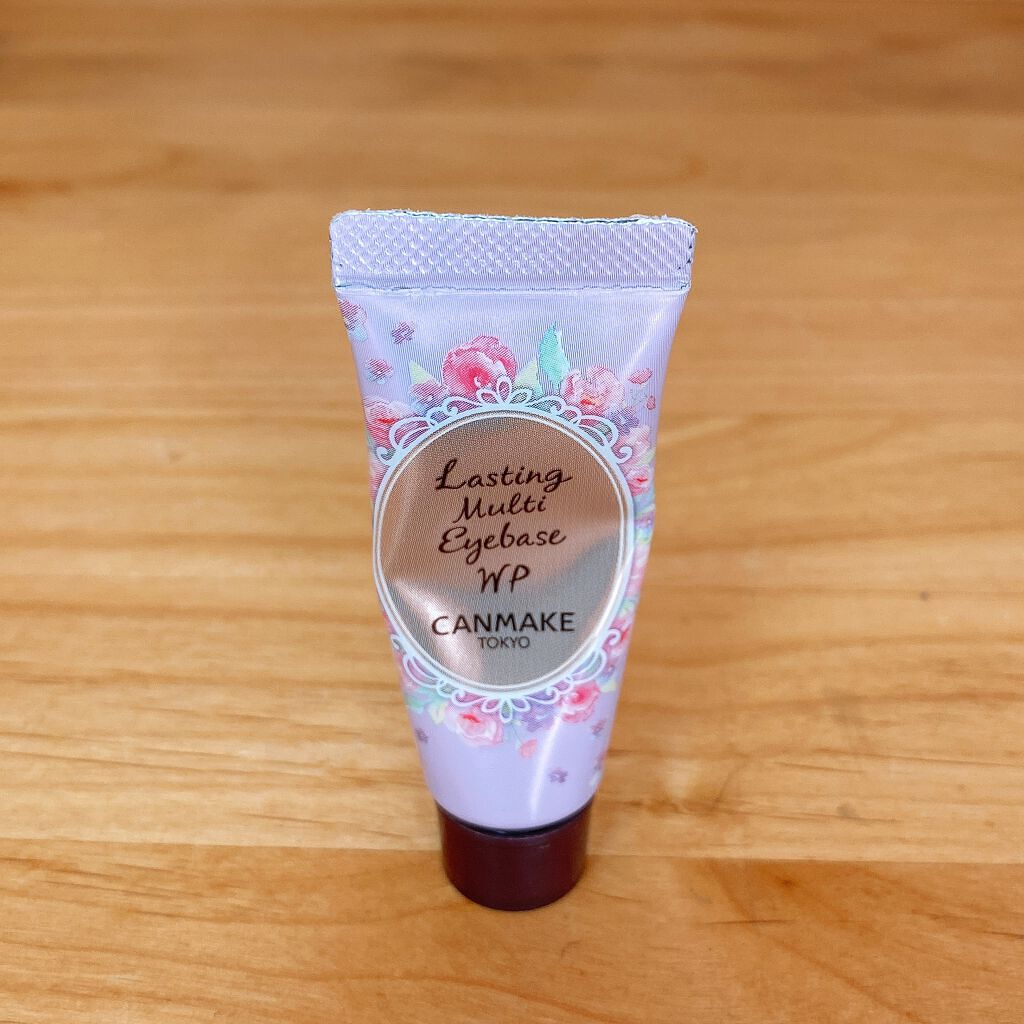 Lasting
Multi
Eyebase
WP
CANMAKE
TOKYO